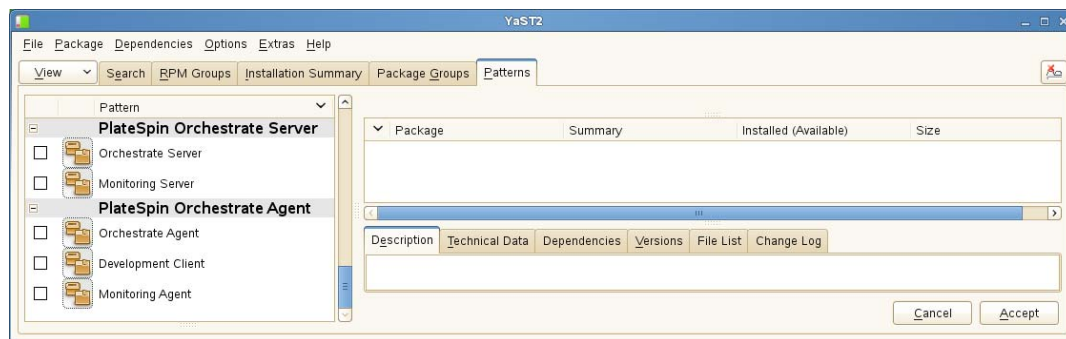 YaST2
File Package Dependencies Options Extras Help
View Search RPM Groups Installation Summary Package Groups Patterns
Pattern
PlateSpin Orchestrate Server
Orchestrate Server
Monitoring Server
PlateSpin Orchestrate Agent
Orchestrate Agent
Development Client
Monitoring Agent
Package Summary Installed (Available) Size
Description Technical Data Dependencies Versions File List Change Log
Cancel Accept